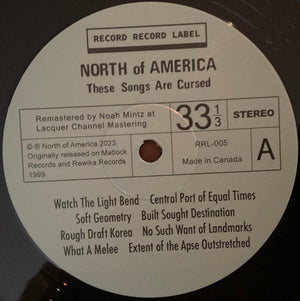 RECORD RECORD LABEL
NORTH of AMERICA
These Songs Are Cursed
Remastered by Noah Mintz at
Lacquer Channel Mastering
33 1/3 STEREO
© ℗ North of America 2023
Originally released on Matlock
Records and Rewika Records
1999.
RRL-005
Made in Canada
A
Watch The Light Bend Central Port of Equal Times
Soft Geometry Built Sought Destination
Rough Draft Korea No Such Want of Landmarks
What A Melee Extent of the Apse Outstretched